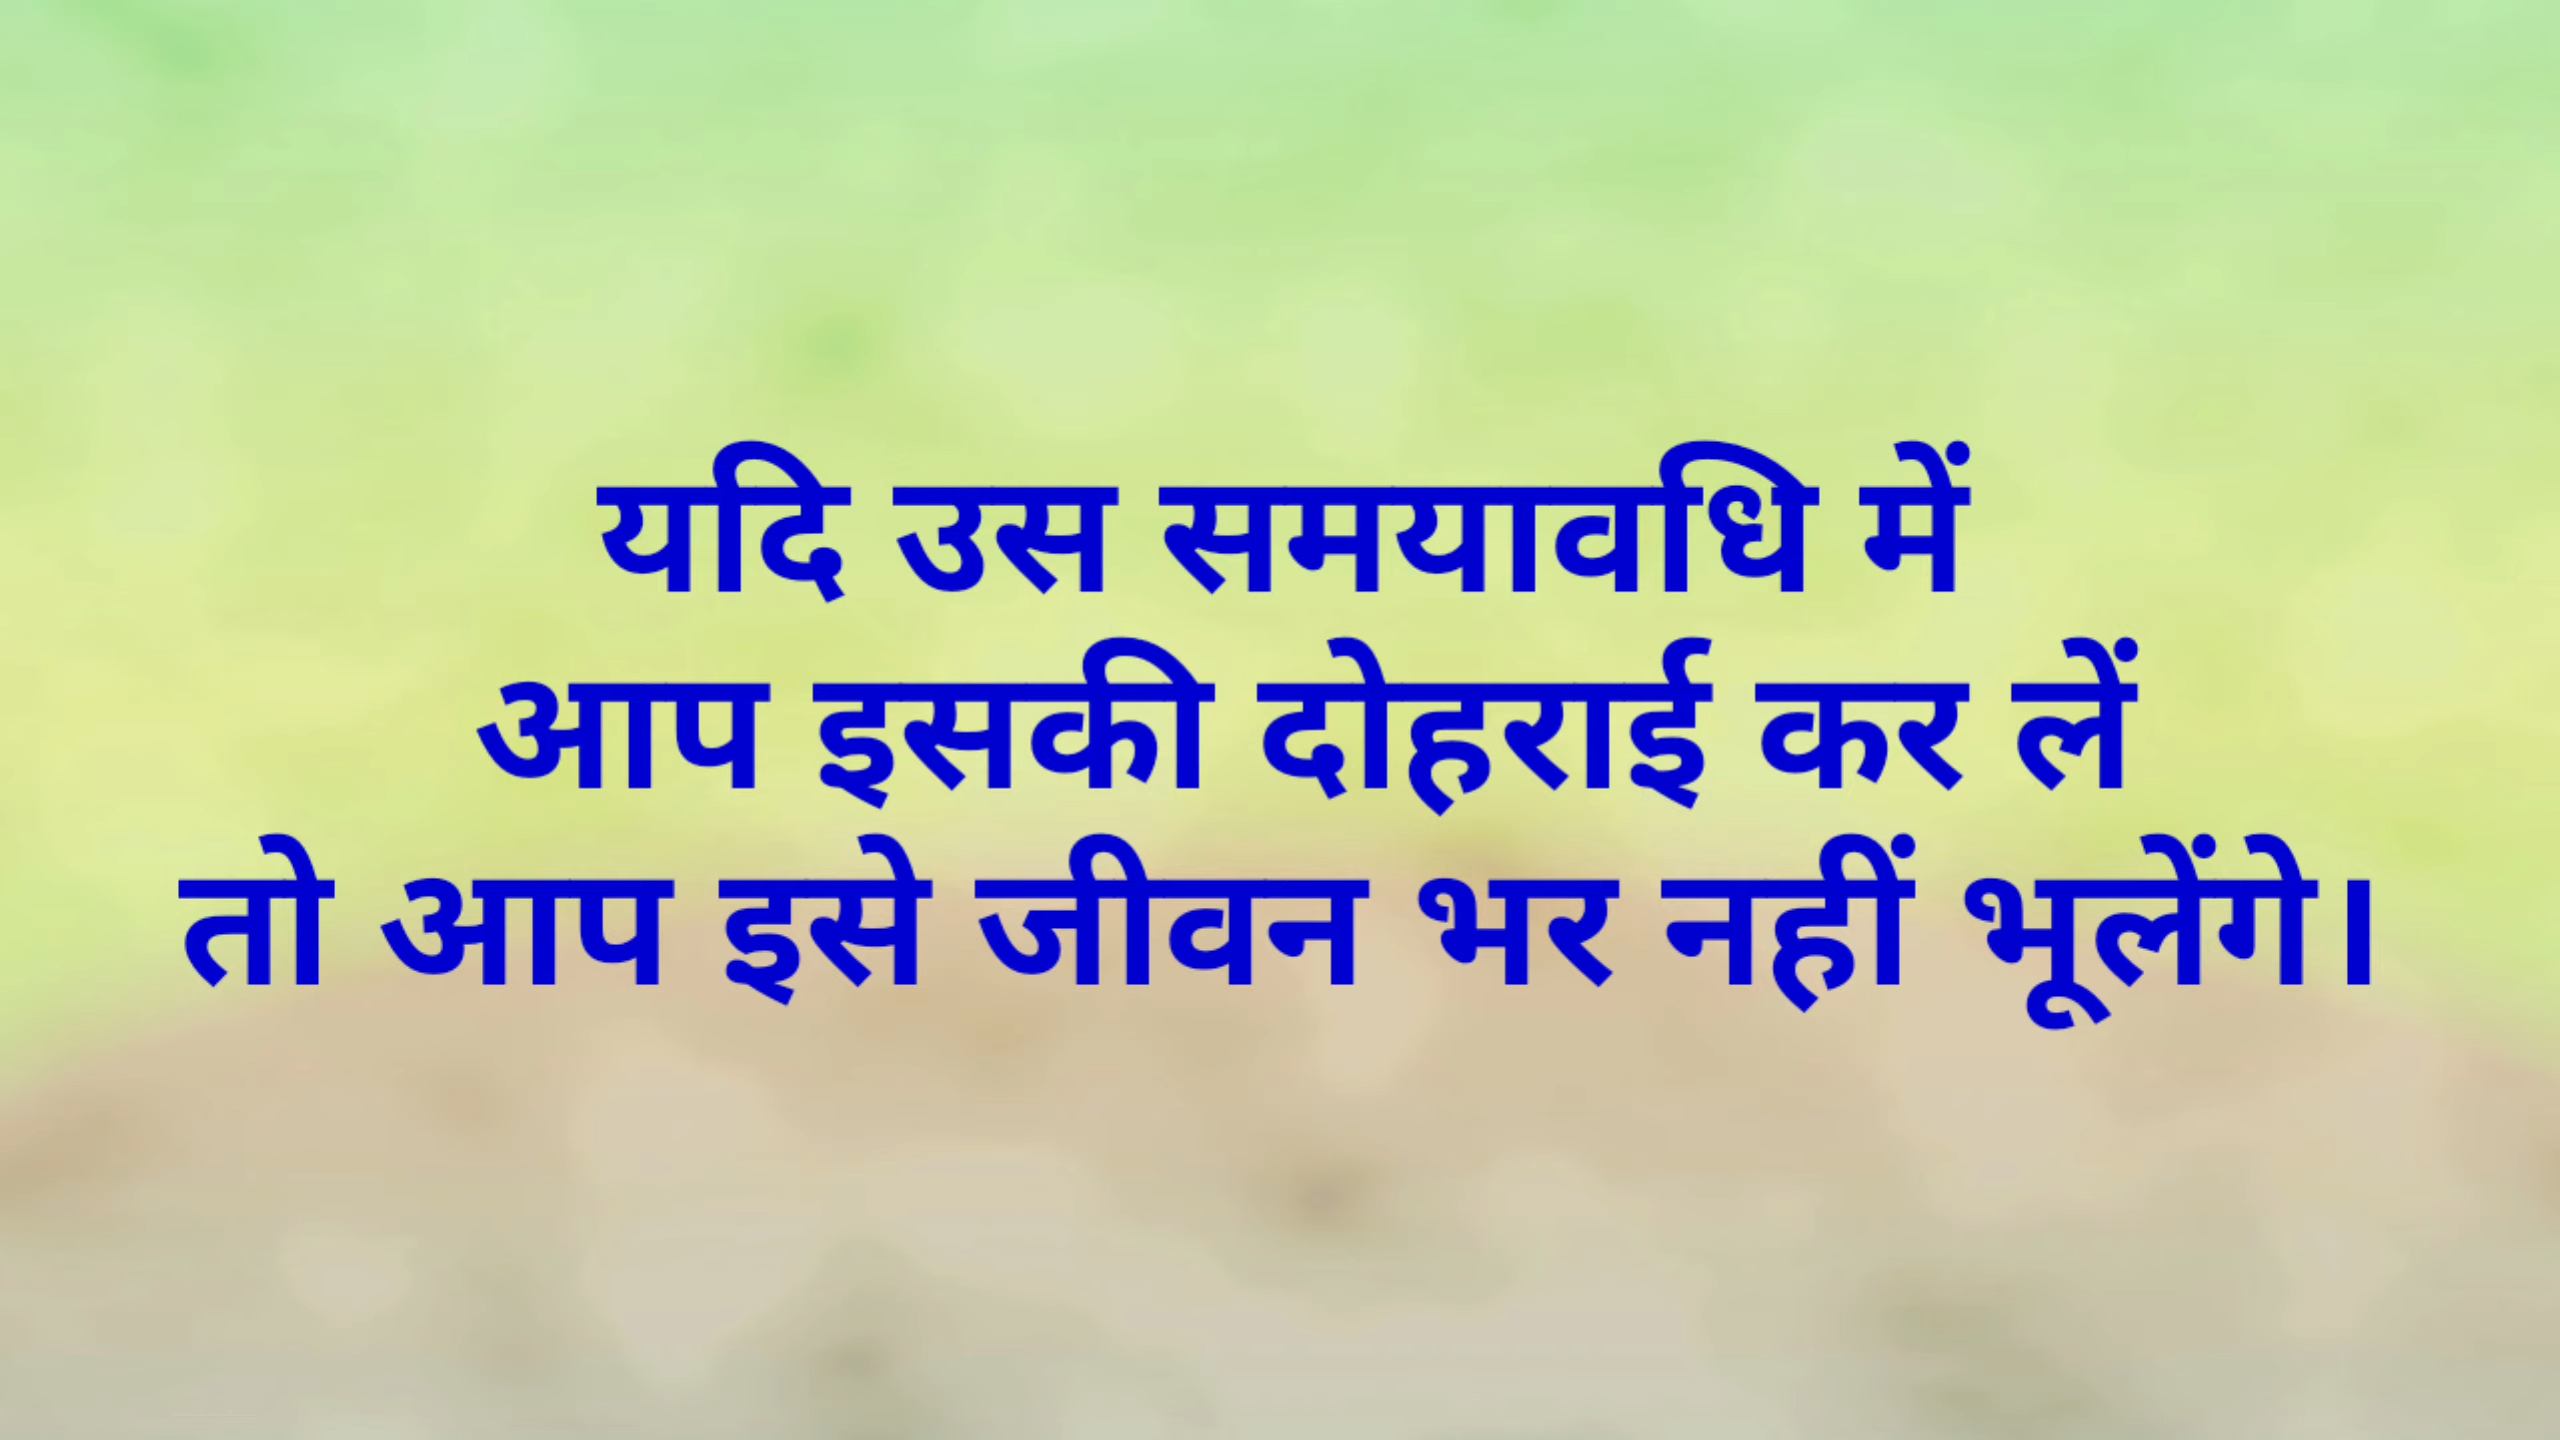 यदि उस समयावधि में
आप इसकी दोहराई कर लें
तो आप इसे जीवन भर नहीं भूलेंगे।